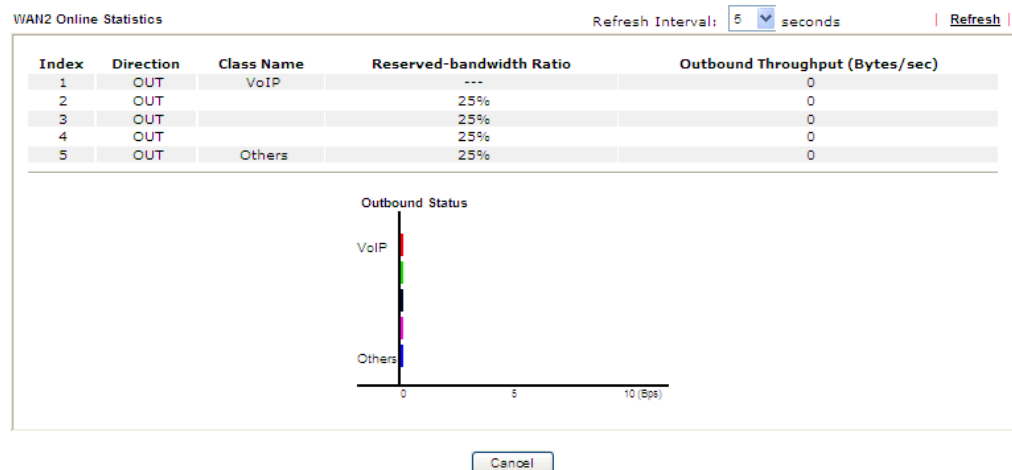 WAN2 Online Statistics Refresh Interval: 5 seconds | Refresh |
Index Direction Class Name Reserved-bandwidth Ratio Outbound Throughput (Bytes/sec)
1 OUT VoIP --- 0
2 OUT 25% 0
3 OUT 25% 0
4 OUT 25% 0
5 OUT Others 25% 0
Outbound Status
VoIP
Others
0 5 10 (Bps)
Cancel